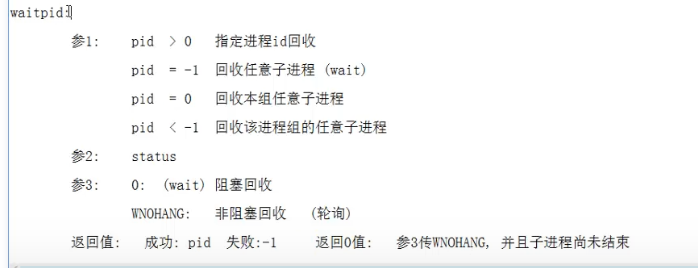 waitpid:
参1: pid > 0 指定进程id回收
pid = -1 回收任意子进程 (wait)
pid = 0 回收本组任意子进程
pid < -1 回收该进程组的任意子进程
参2: status
参3: 0: (wait) 阻塞回收
WNOHANG: 非阻塞回收 (轮询)
返回值: 成功: pid 失败:-1 返回0值: 参3传WNOHANG, 并且子进程尚未结束